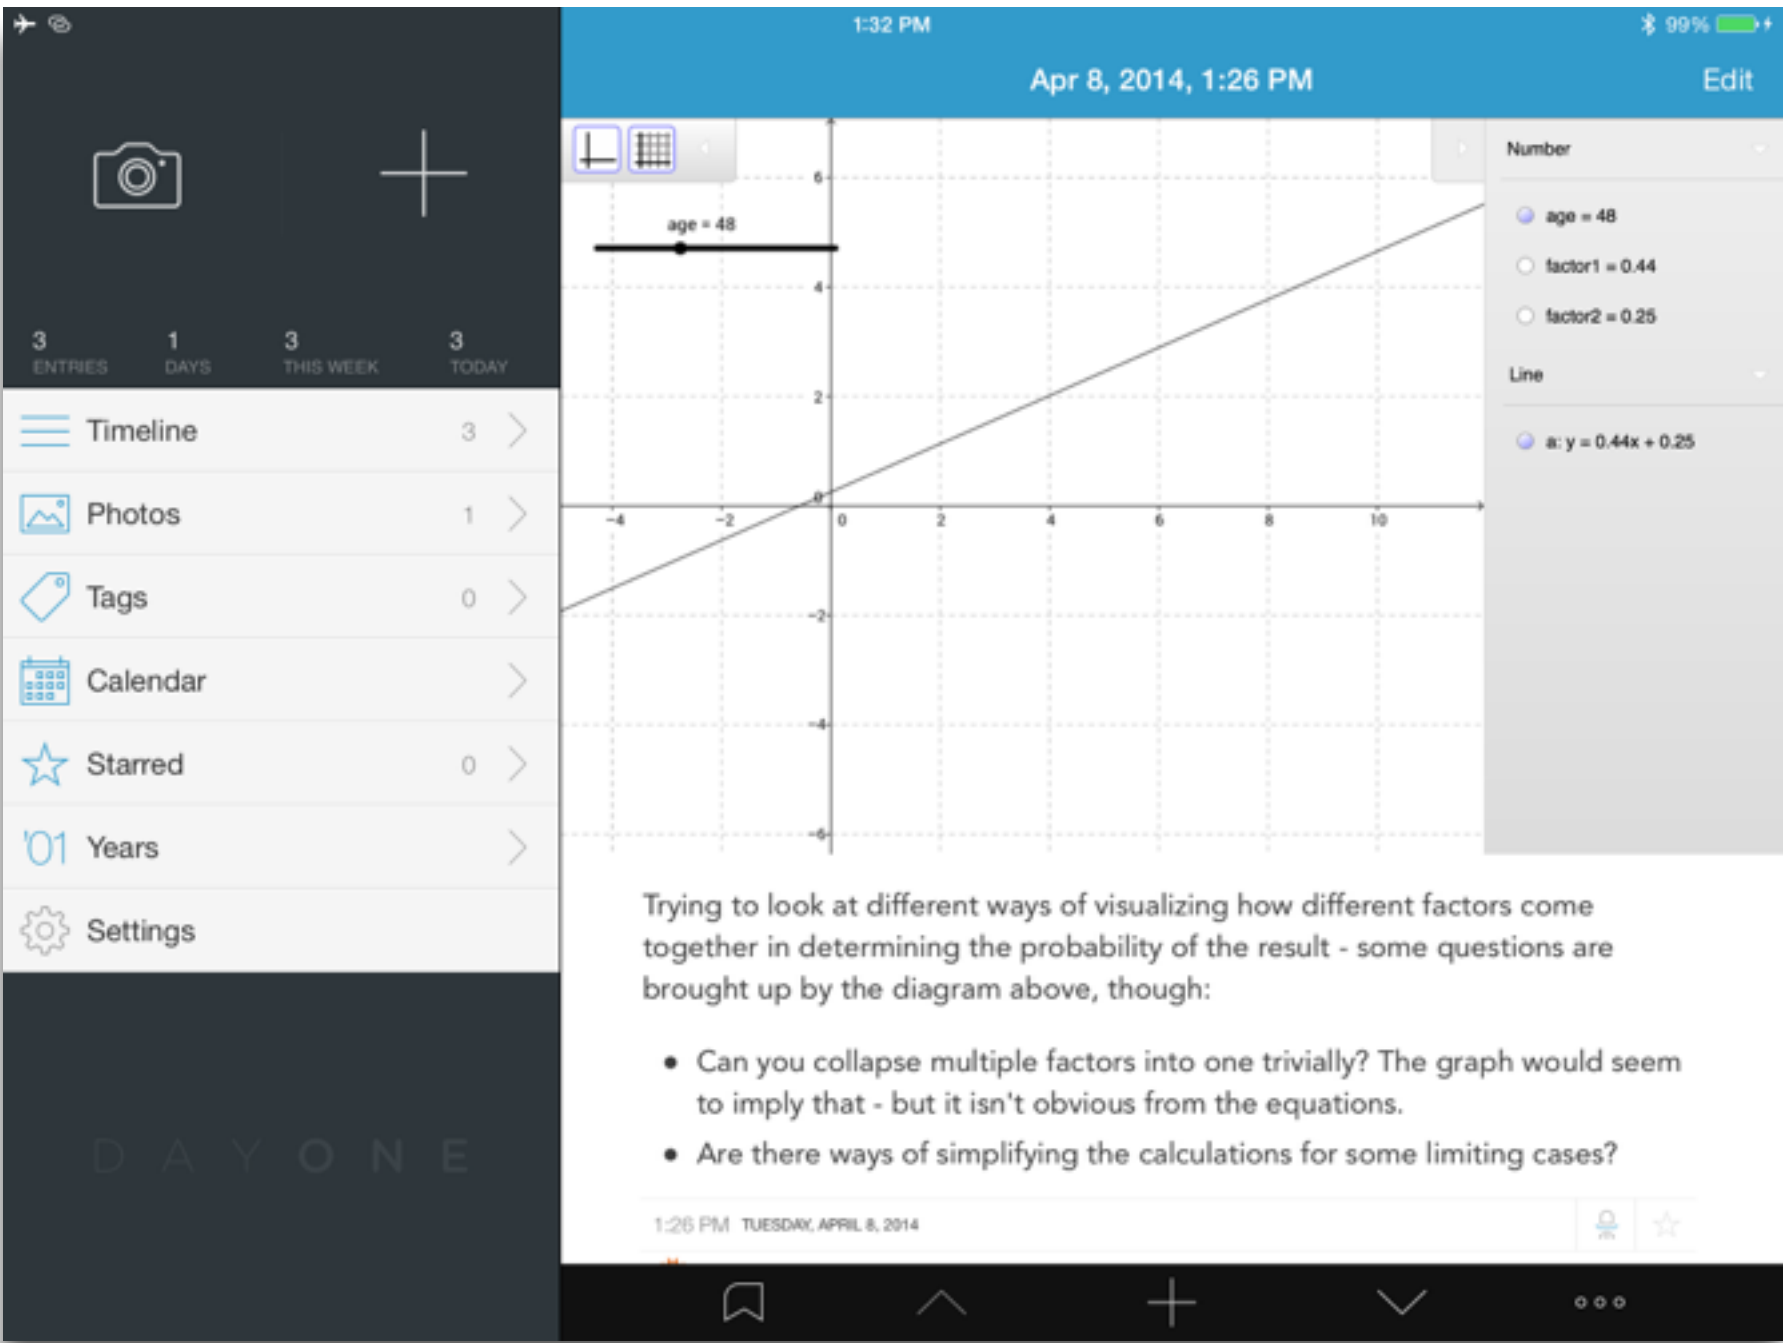 1:32 PM
99%
Apr 8, 2014, 1:26 PM
Edit
3
ENTRIES
1
DAYS
3
THIS WEEK
3
TODAY
Timeline 3
Photos 1
Tags 0
Calendar
Starred 0
'01 Years
Settings
DAYONE
age = 48
6
4
2
0
-2
-4
-6
-4 -2 0 2 4 6 8 10
Number
age = 48
factor1 = 0.44
factor2 = 0.25
Line
a: y = 0.44x + 0.25
Trying to look at different ways of visualizing how different factors come
together in determining the probability of the result - some questions are
brought up by the diagram above, though:
• Can you collapse multiple factors into one trivially? The graph would seem
to imply that - but it isn't obvious from the equations.
• Are there ways of simplifying the calculations for some limiting cases?
1:26 PM TUESDAY, APRIL 8, 2014